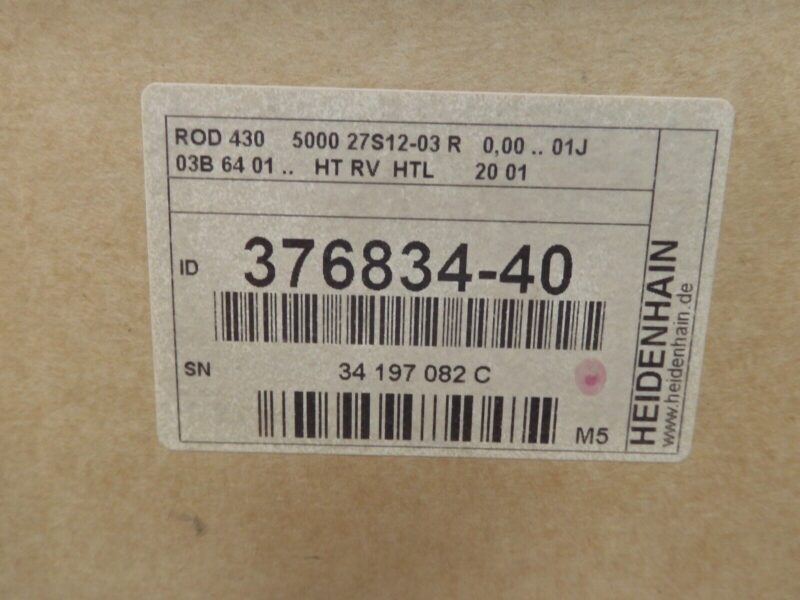 ROD 430 5000 27S12-03 R 0,00 .. 01J
03B 64 01 .. HT RV HTL 20 01
ID 376834-40
SN 34 197 082 C
M5
HEIDENHAIN
www.heidenhain.de